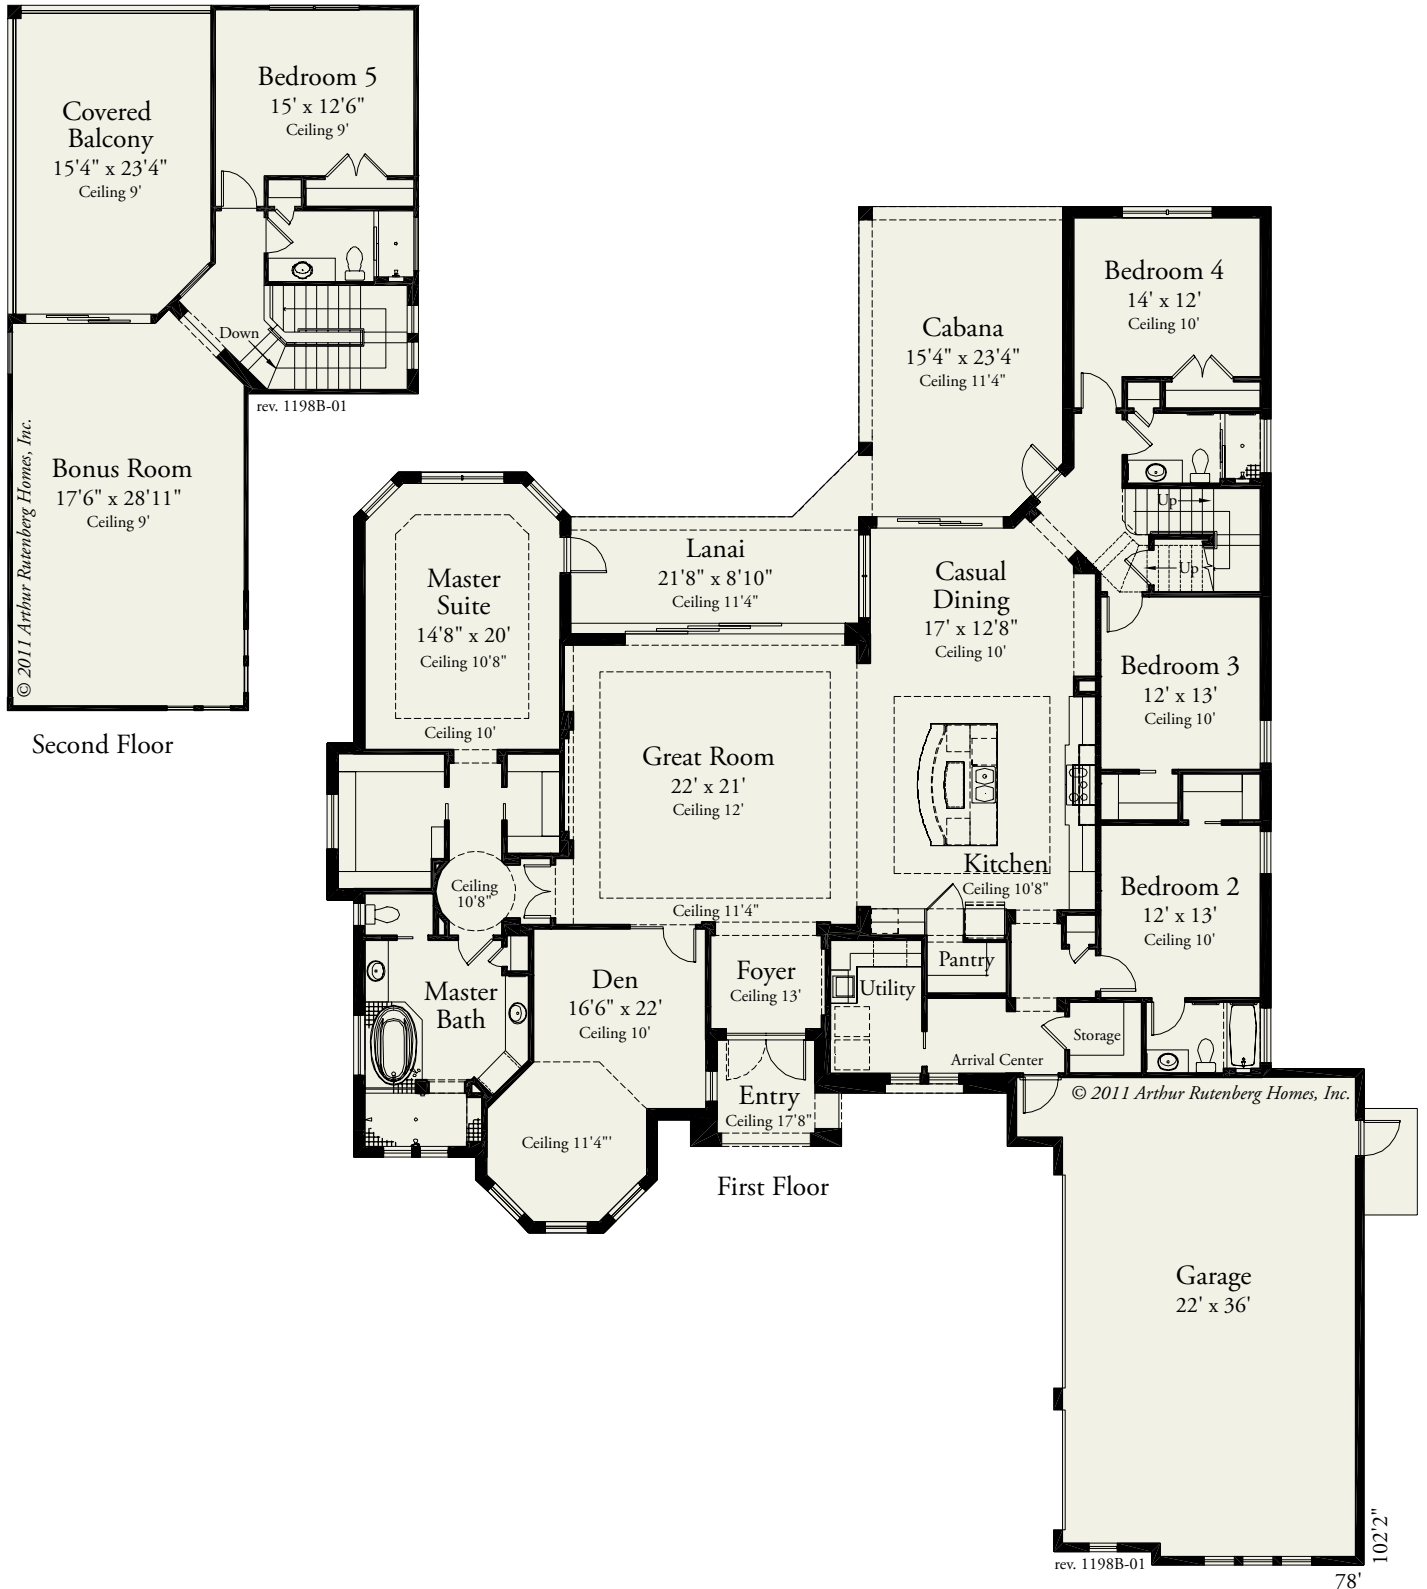 Covered
Balcony
15'4" x 23'4"
Ceiling 9'
Bedroom 5
15' x 12'6"
Ceiling 9'
Down
rev. 1198B-01
© 2011 Arthur Rutenberg Homes, Inc.
Bonus Room
17'6" x 28'11"
Ceiling 9'
Second Floor
Cabana
15'4" x 23'4"
Ceiling 11'4"
Bedroom 4
14' x 12'
Ceiling 10'
Up
Up
Lanai
21'8" x 8'10"
Ceiling 11'4"
Master
Suite
14'8" x 20'
Ceiling 10'8"
Ceiling 10'
Casual
Dining
17' x 12'8"
Ceiling 10'
Bedroom 3
12' x 13'
Ceiling 10'
Great Room
22' x 21'
Ceiling 12'
Ceiling 11'4"
Kitchen
Ceiling 10'8"
Ceiling
10'8"
Bedroom 2
12' x 13'
Ceiling 10'
Master
Bath
Den
16'6" x 22'
Ceiling 10'
Ceiling 11'4"'
Foyer
Ceiling 13'
Utility
Pantry
Storage
Arrival Center
Entry
Ceiling 17'8"
© 2011 Arthur Rutenberg Homes, Inc.
First Floor
Garage
22' x 36'
rev. 1198B-01
102'2"
78'